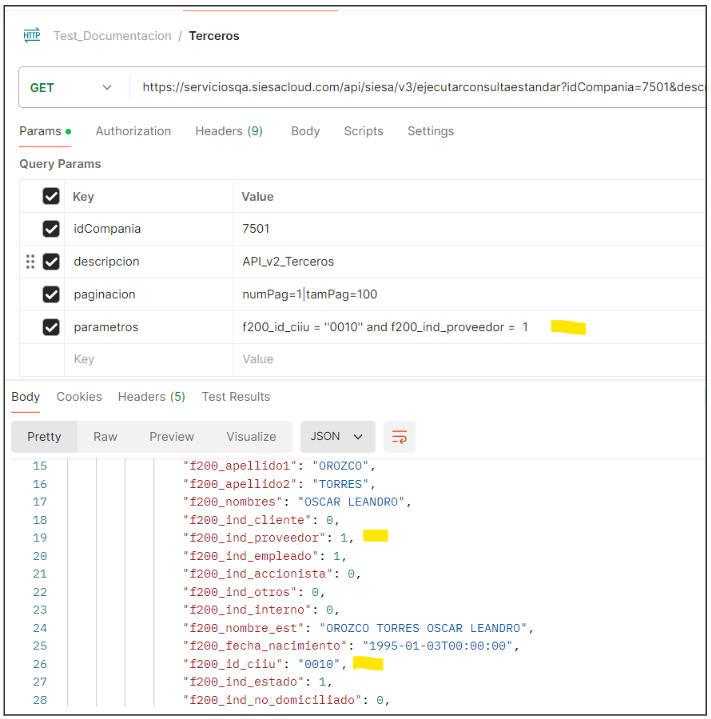 HTTP Test_Documentacion / Terceros
GET https://serviciosqa.siesacloud.com/api/siesa/v3/ejecutarconsultaestandar?idCompania=7501&descr
Params Authorization Headers (9) Body Scripts Settings
Query Params
Key Value
idCompania 7501
descripcion API_v2_Terceros
paginacion numPag=1|tamPag=100
parametros f200_id_ciiu = "0010" and f200_ind_proveedor = 1
Key Value
Body Cookies Headers (5) Test Results
Pretty Raw Preview Visualize JSON
15 "f200_apellido1": "OROZCO",
16 "f200_apellido2": "TORRES",
17 "f200_nombres": "OSCAR LEANDRO",
18 "f200_ind_cliente": 0,
19 "f200_ind_proveedor": 1,
20 "f200_ind_empleado": 1,
21 "f200_ind_accionista": 0,
22 "f200_ind_otros": 0,
23 "f200_ind_interno": 0,
24 "f200_nombre_est": "OROZCO TORRES OSCAR LEANDRO",
25 "f200_fecha_nacimiento": "1995-01-03T00:00:00",
26 "f200_id_ciiu": "0010",
27 "f200_ind_estado": 1,
28 "f200_ind_no_domiciliado": 0,